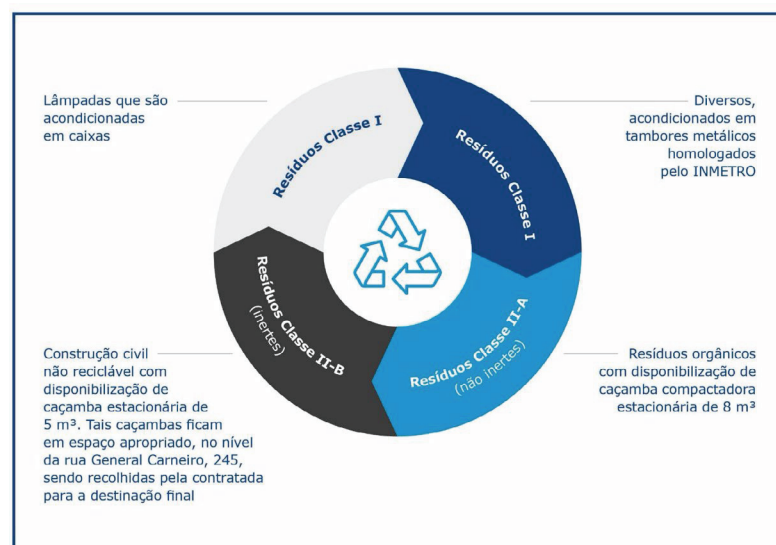 Lâmpadas que são
acondicionadas
em caixas
Resíduos Classe I
Diversos,
acondicionados em
tambores metálicos
homologados
pelo INMETRO
Resíduos Classe I
Construção civil
não reciclável com
disponibilização de
caçamba estacionária de
5 m³. Tais caçambas ficam
em espaço apropriado, no nível
da rua General Carneiro, 245,
sendo recolhidas pela contratada
para a destinação final
Resíduos Classe II-B
(inertes)
Resíduos Classe II-A
(não inertes)
Resíduos orgânicos
com disponibilização de
caçamba compactadora
estacionária de 8 m³